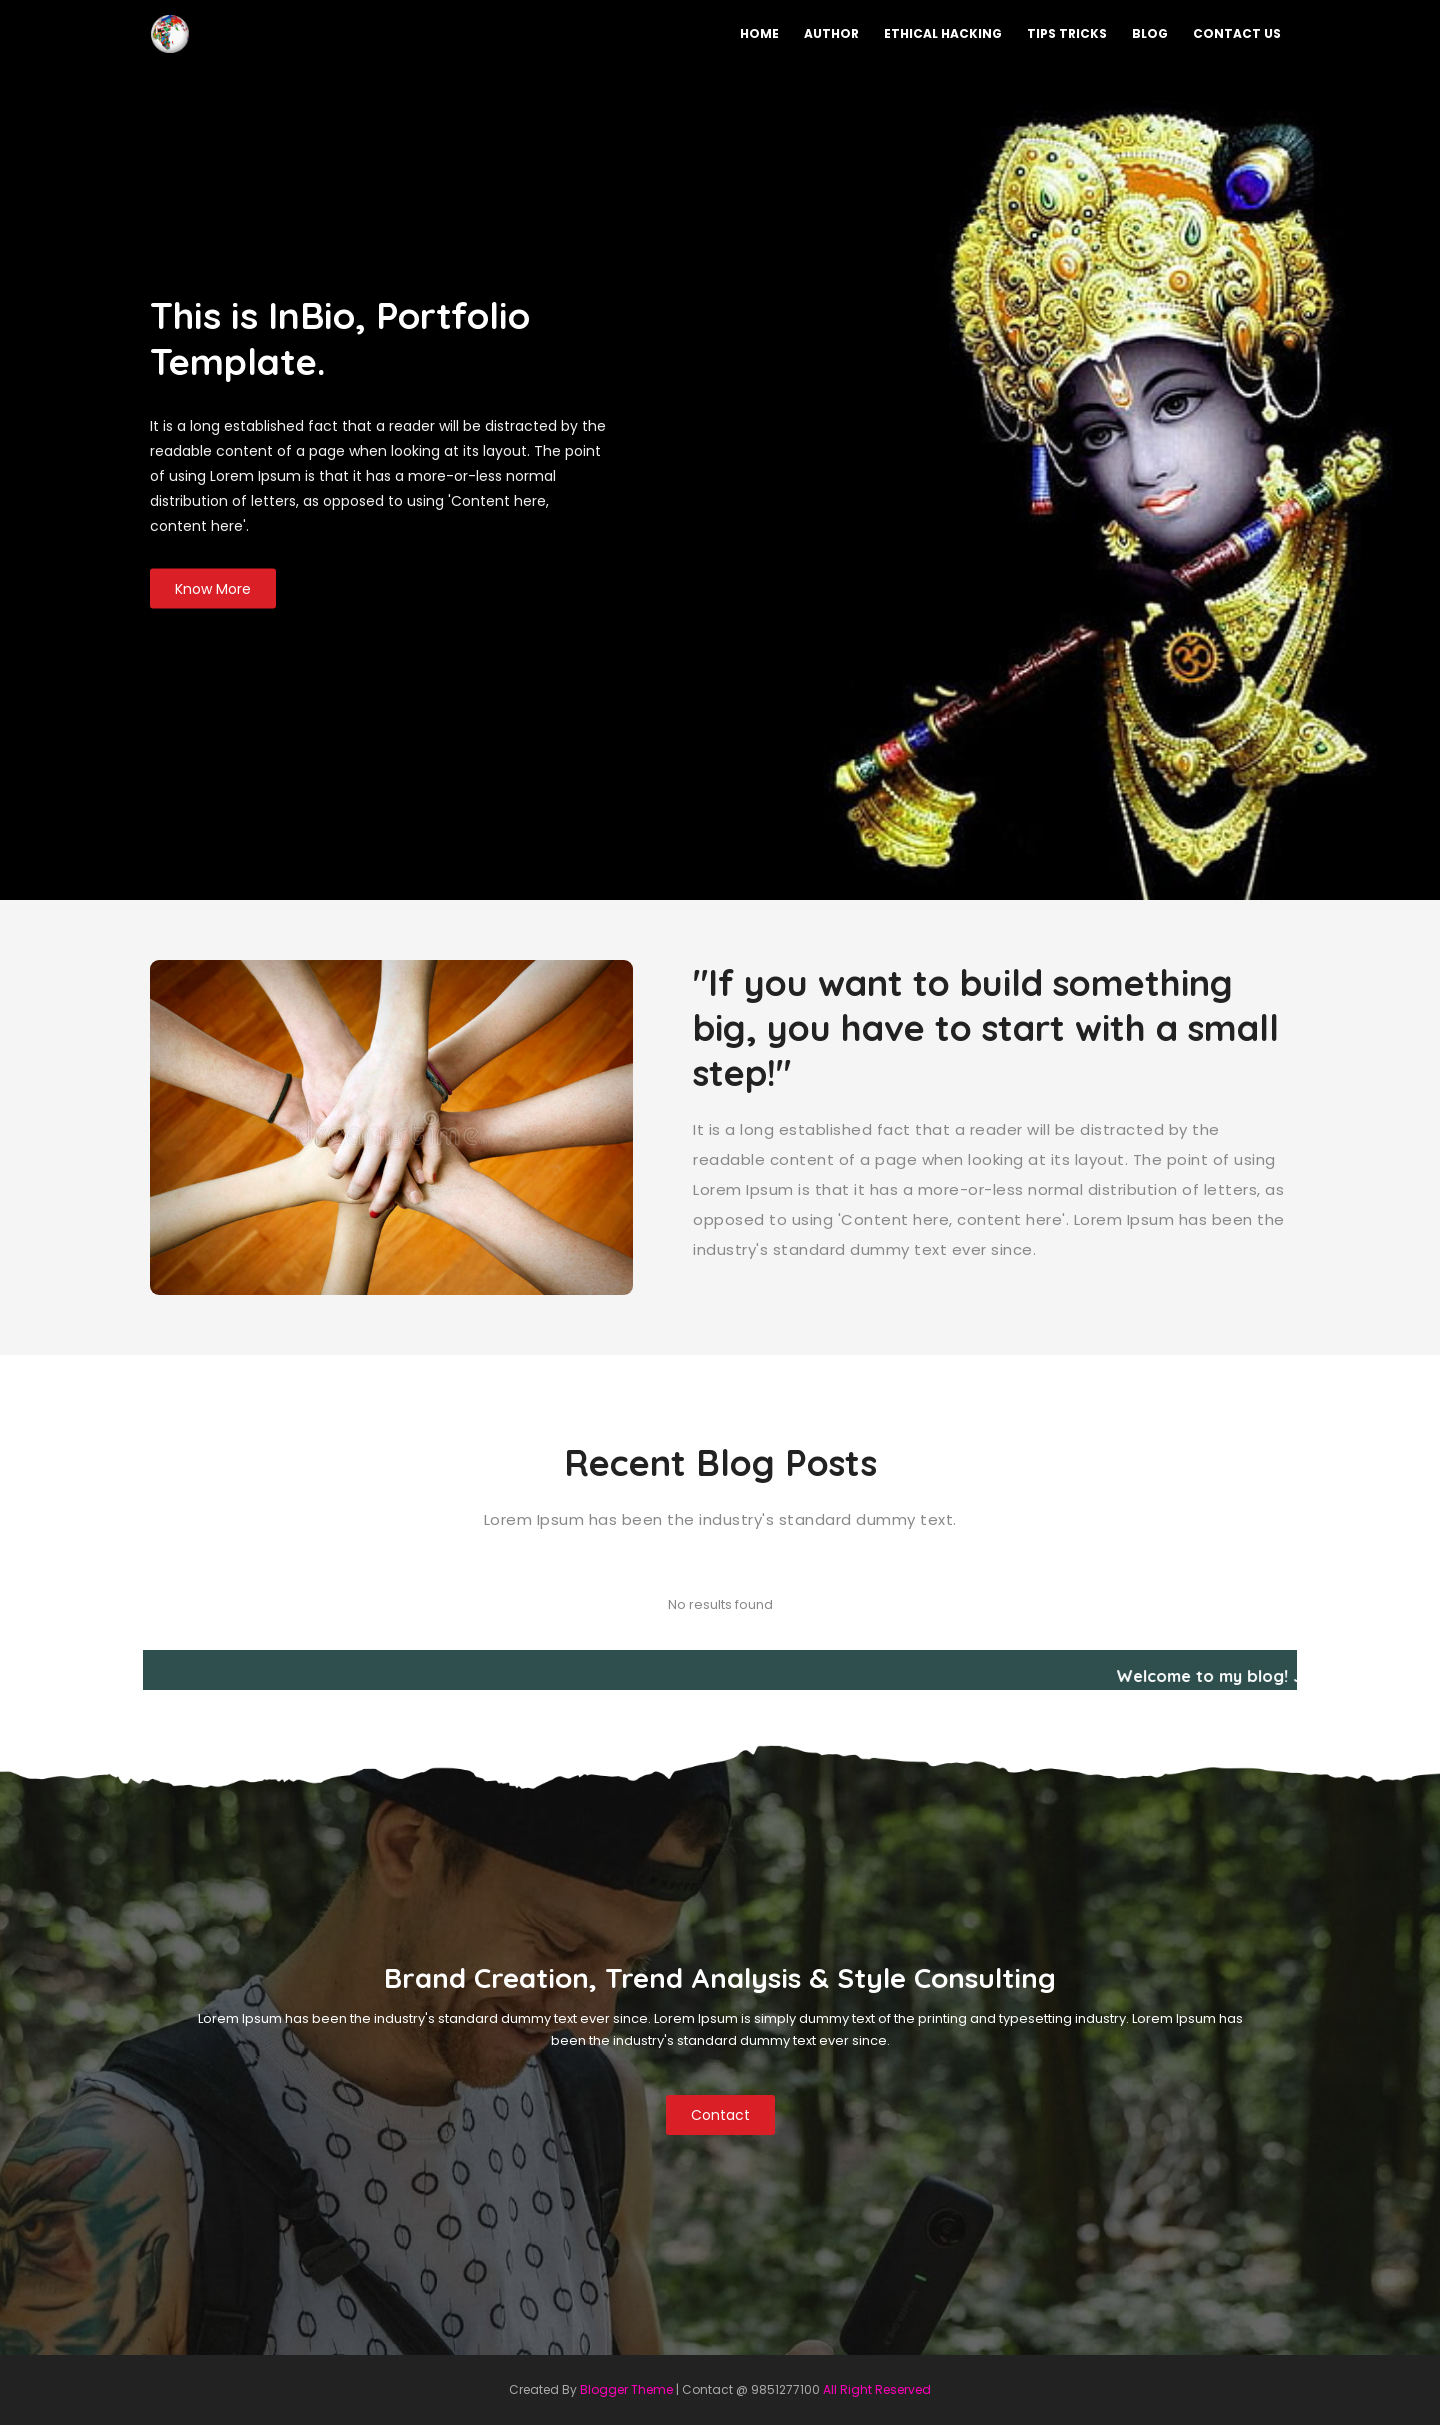 HOME AUTHOR ETHICAL HACKING TIPS TRICKS BLOG CONTACT US
This is InBio, Portfolio
Template.
It is a long established fact that a reader will be distracted by the
readable content of a page when looking at its layout. The point
of using Lorem Ipsum is that it has a more-or-less normal
distribution of letters, as opposed to using 'Content here,
content here'.
Know More
ॐ
"If you want to build something
big, you have to start with a small
step!"
It is a long established fact that a reader will be distracted by the
readable content of a page when looking at its layout. The point of using
Lorem Ipsum is that it has a more-or-less normal distribution of letters, as
opposed to using 'Content here, content here'. Lorem Ipsum has been the
industry's standard dummy text ever since.
Recent Blog Posts
Lorem Ipsum has been the industry's standard dummy text.
No results found
Welcome to my blog!
Brand Creation, Trend Analysis & Style Consulting
Lorem Ipsum has been the industry's standard dummy text ever since. Lorem Ipsum is simply dummy text of the printing and typesetting industry. Lorem Ipsum has
been the industry's standard dummy text ever since.
Contact
Created By Blogger Theme | Contact @ 9851277100 All Right Reserved